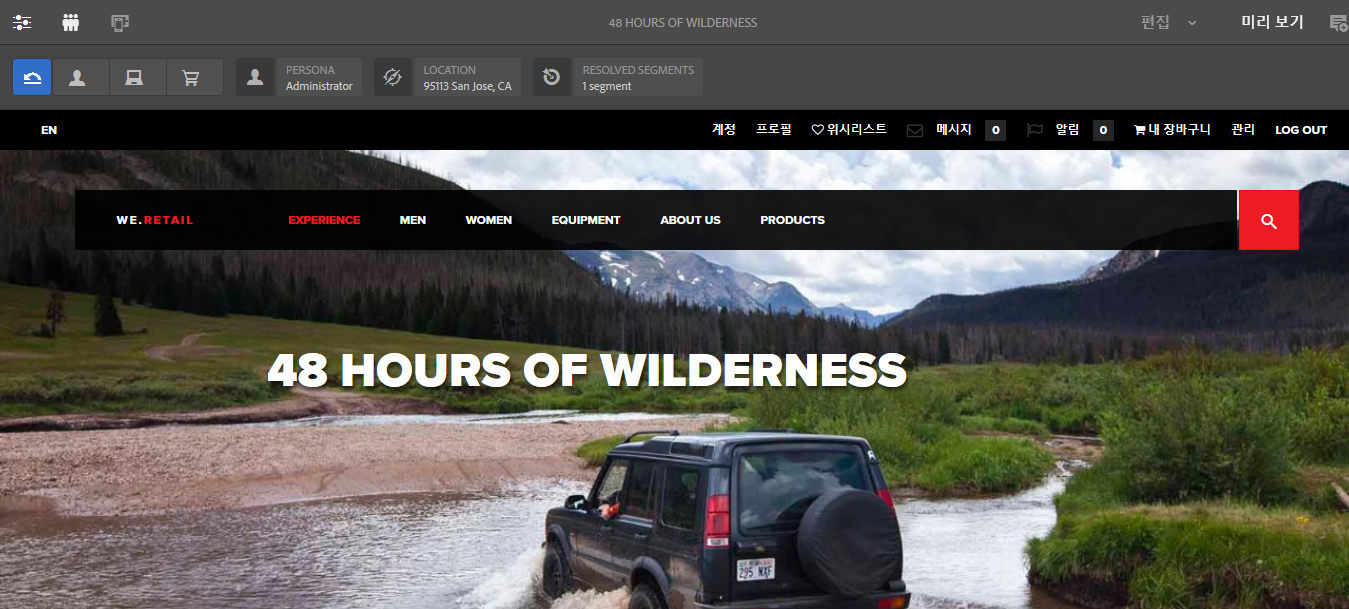 48 HOURS OF WILDERNESS
편집
미리 보기
PERSONA
Administrator
LOCATION
95113 San Jose, CA
RESOLVED SEGMENTS
1 segment
EN
계정
프로필
위시리스트
메시지
0
알림
0
내 장바구니
관리
LOG OUT
WE.RETAIL
EXPERIENCE
MEN
WOMEN
EQUIPMENT
ABOUT US
PRODUCTS
48 HOURS OF WILDERNESS
295 NXF